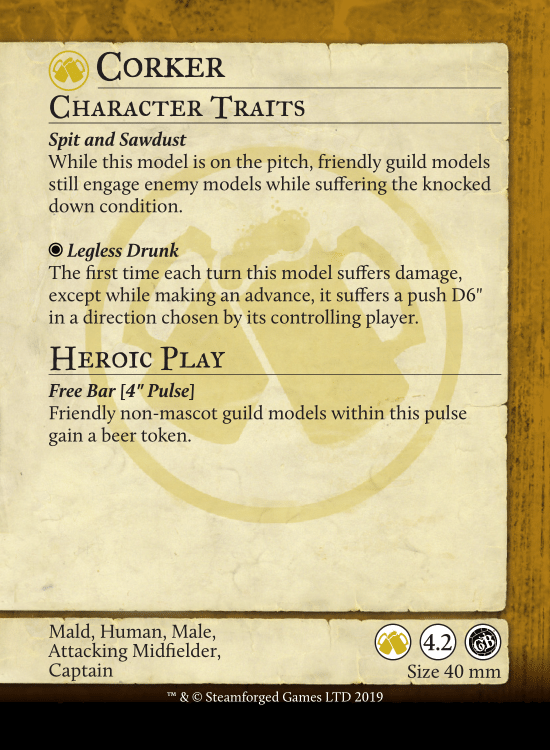 Corker
Character Traits
Spit and Sawdust
While this model is on the pitch, friendly guild models
still engage enemy models while suffering the knocked
down condition.
Legless Drunk
The first time each turn this model suffers damage,
except while making an advance, it suffers a push D6"
in a direction chosen by its controlling player.
Heroic Play
Free Bar [4" Pulse]
Friendly non-mascot guild models within this pulse
gain a beer token.
Mald, Human, Male,
Attacking Midfielder,
Captain
4.2
GB
Size 40 mm
™ & © Steamforged Games LTD 2019